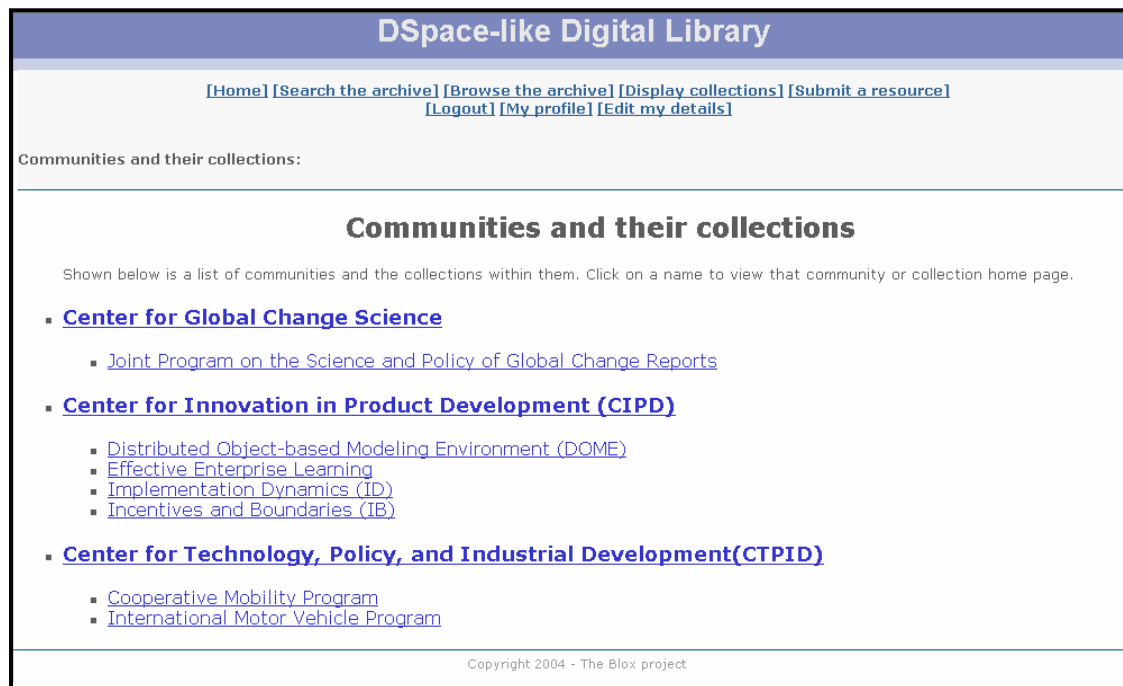 DSpace-like Digital Library
[Home] [Search the archive] [Browse the archive] [Display collections] [Submit a resource]
[Logout] [My profile] [Edit my details]
Communities and their collections:
Communities and their collections
Shown below is a list of communities and the collections within them. Click on a name to view that community or collection home page.
Center for Global Change Science
Joint Program on the Science and Policy of Global Change Reports
Center for Innovation in Product Development (CIPD)
Distributed Object-based Modeling Environment (DOME)
Effective Enterprise Learning
Implementation Dynamics (ID)
Incentives and Boundaries (IB)
Center for Technology, Policy, and Industrial Development(CTPID)
Cooperative Mobility Program
International Motor Vehicle Program
Copyright 2004 - The Blox project